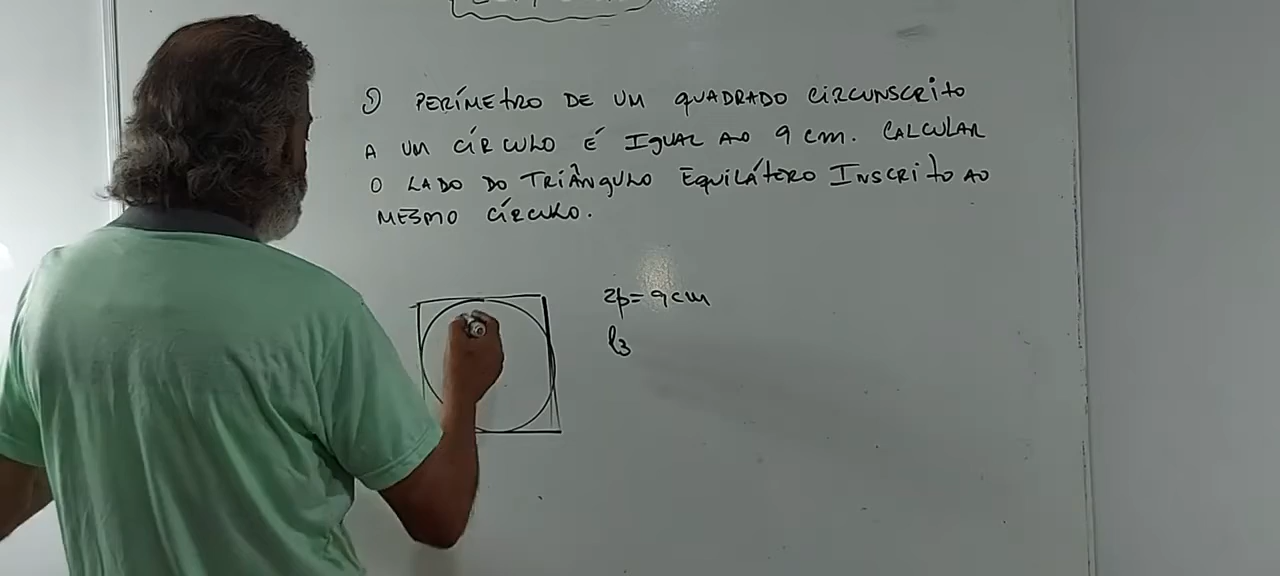 1) PERÍMETRO DE UM QUADRADO CIRCUNSCRITO
A UM CÍRCULO É IGUAL AO 9 cm. CALCULAR
O LADO DO TRIÂNGULO EQUILÁTERO INSCRITO AO
MESMO CÍRCULO.
2p = 9 cm
l3